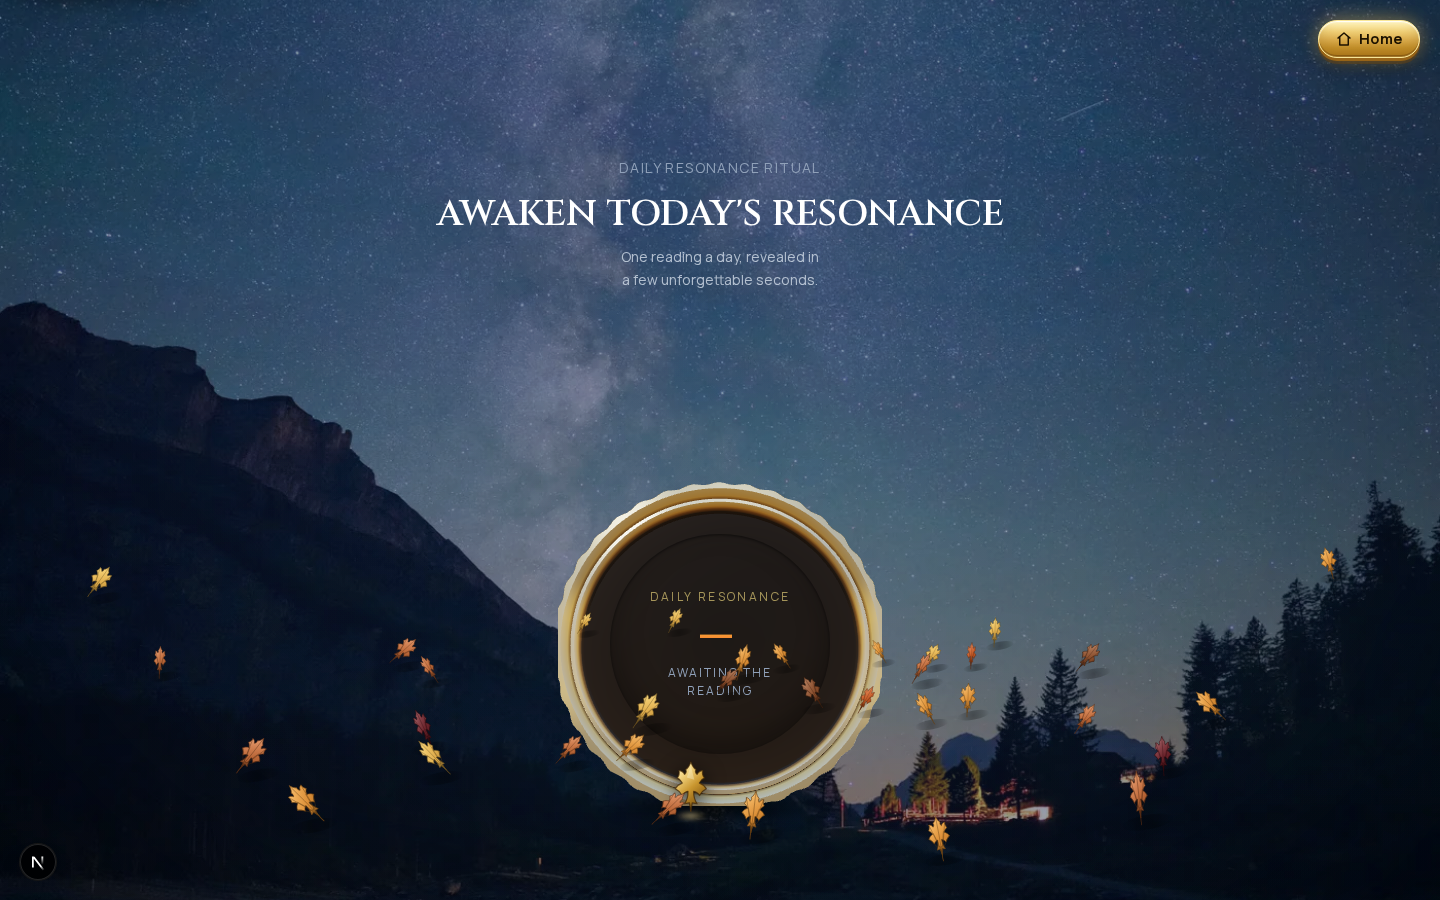 Home
DAILY RESONANCE RITUAL
AWAKEN TODAY'S RESONANCE
One reading a day, revealed in
a few unforgettable seconds.
DAILY RESONANCE
AWAITING THE
READING
N